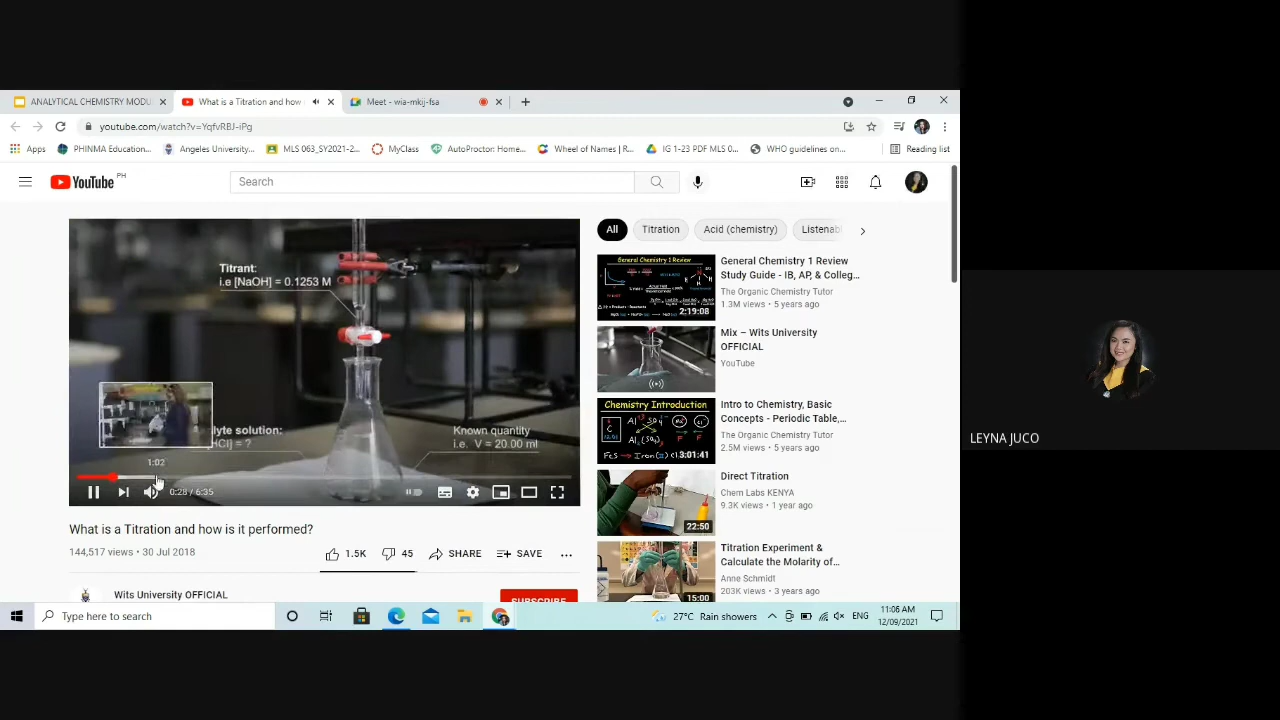 ANALYTICAL CHEMISTRY MODU
What is a Titration and how
Meet - wia-mkij-fsa
youtube.com/watch?v=YqfvRBJ-iPg
Apps
PHINMA Education...
Angeles University...
MLS 063_SY2021-2...
MyClass
AutoProctor: Home...
Wheel of Names | R...
IG 1-23 PDF MLS 0...
WHO guidelines on...
Reading list
YouTube PH
Search
Titrant:
i.e [NaOH] = 0.1253 M
lyte solution:
[HCl] = ?
Known quantity
i.e. V = 20.00 ml
1:02
0:28 / 6:35
What is a Titration and how is it performed?
144,517 views • 30 Jul 2018
1.5K
45
SHARE
SAVE
Wits University OFFICIAL
SUBSCRIBE
All
Titration
Acid (chemistry)
Listenabl
General Chemistry 1 Review
2:19:08
General Chemistry 1 Review
Study Guide - IB, AP, & Colleg...
The Organic Chemistry Tutor
1.3M views • 5 years ago
Mix – Wits University
OFFICIAL
YouTube
Chemistry Introduction
3:01:41
Intro to Chemistry, Basic
Concepts - Periodic Table,...
The Organic Chemistry Tutor
2.5M views • 5 years ago
22:50
Direct Titration
Chem Labs KENYA
9.3K views • 1 year ago
15:00
Titration Experiment &
Calculate the Molarity of...
Anne Schmidt
203K views • 3 years ago
LEYNA JUCO
Type here to search
27°C Rain showers
ENG
11:06 AM
12/09/2021